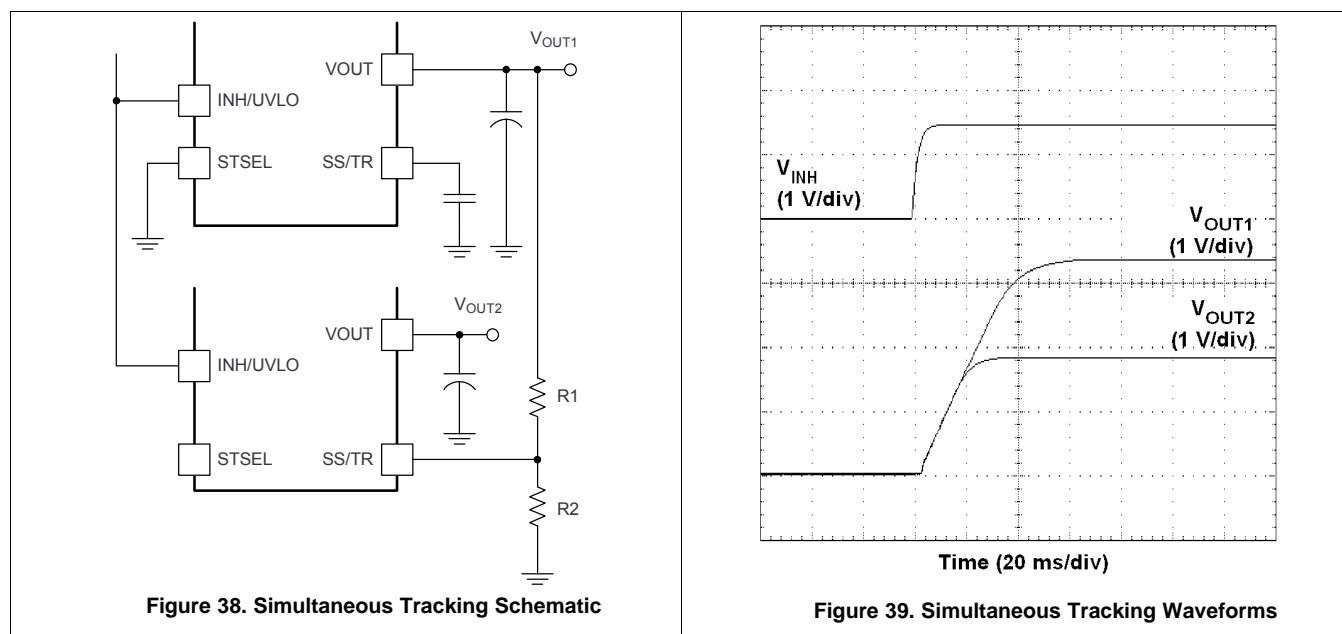 VOUT1
VOUT
INH/UVLO
STSEL
SS/TR
VOUT2
VOUT
INH/UVLO
R1
STSEL
SS/TR
R2
Figure 38. Simultaneous Tracking Schematic
VINH
(1 V/div)
VOUT1
(1 V/div)
VOUT2
(1 V/div)
Time (20 ms/div)
Figure 39. Simultaneous Tracking Waveforms